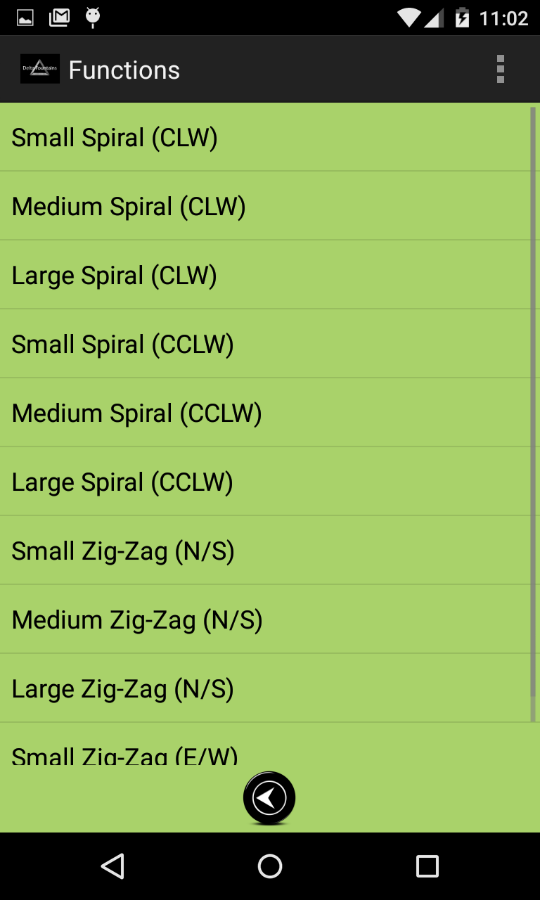 11:02
Functions
Small Spiral (CLW)
Medium Spiral (CLW)
Large Spiral (CLW)
Small Spiral (CCLW)
Medium Spiral (CCLW)
Large Spiral (CCLW)
Small Zig-Zag (N/S)
Medium Zig-Zag (N/S)
Large Zig-Zag (N/S)
Small Zig-Zag (E/W)